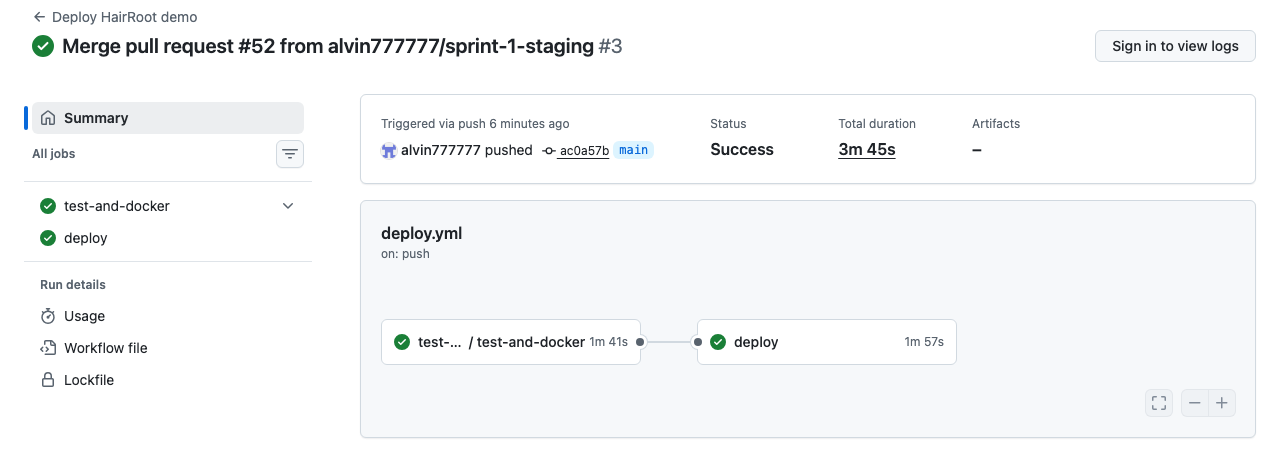 ← Deploy HairRoot demo
Merge pull request #52 from alvin777777/sprint-1-staging #3
Sign in to view logs
Summary
All jobs
test-and-docker
deploy
Run details
Usage
Workflow file
Lockfile
Triggered via push 6 minutes ago
alvin777777 pushed ac0a57b main
Status
Success
Total duration
3m 45s
Artifacts
–
deploy.yml
on: push
test-... / test-and-docker 1m 41s
deploy 1m 57s